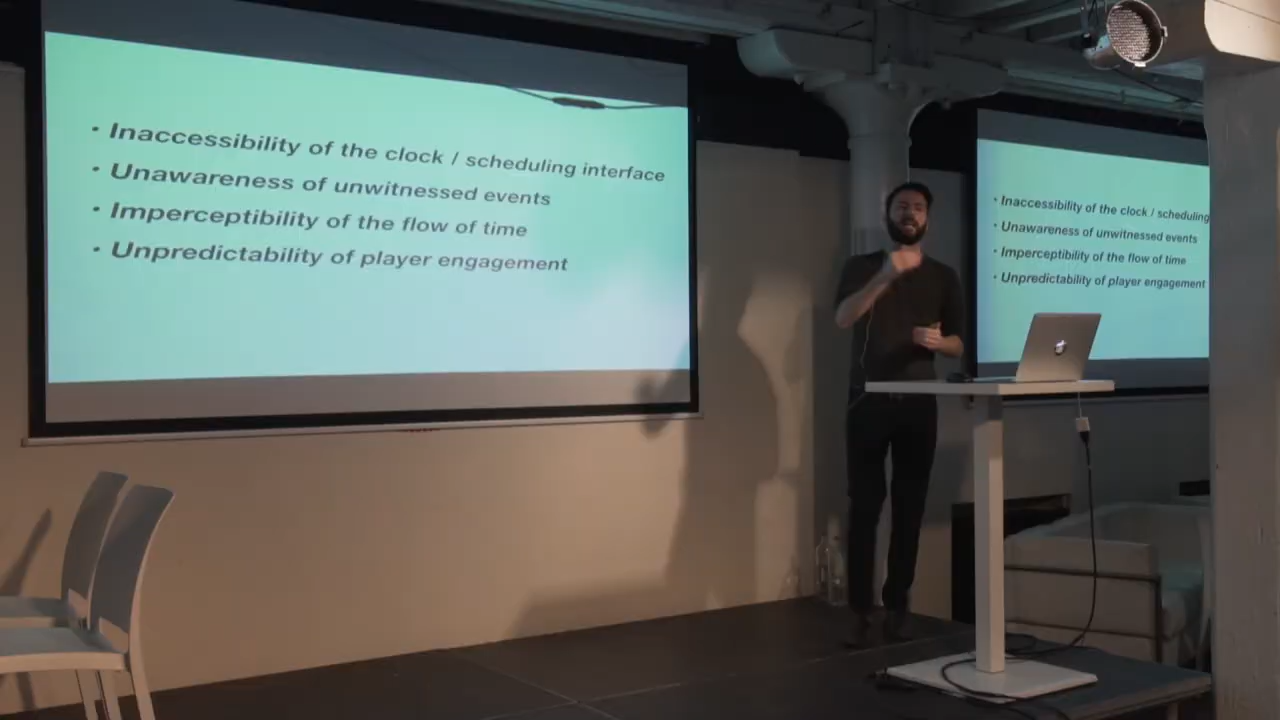 • Inaccessibility of the clock / scheduling interface
• Unawareness of unwitnessed events
• Imperceptibility of the flow of time
• Unpredictability of player engagement
• Inaccessibility of the clock / scheduling
• Unawareness of unwitnessed events
• Imperceptibility of the flow of time
• Unpredictability of player engagement